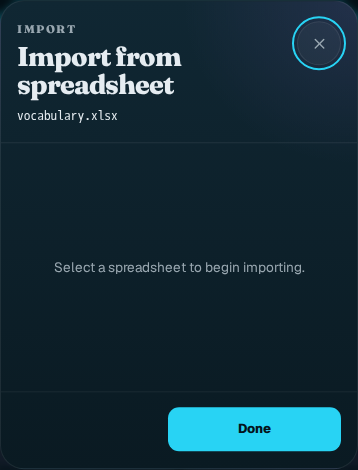 IMPORT
Import from
spreadsheet
vocabulary.xlsx
Select a spreadsheet to begin importing.
Done